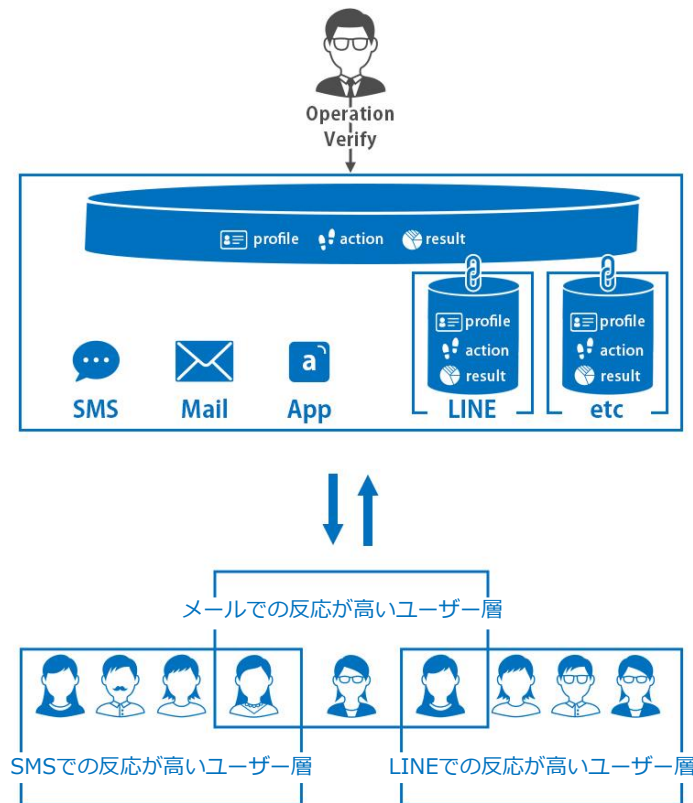 Operation
Verify
profile action result
profile
action
result
profile
action
result
a
SMS Mail App LINE etc
メールでの反応が高いユーザー層
SMSでの反応が高いユーザー層
LINEでの反応が高いユーザー層